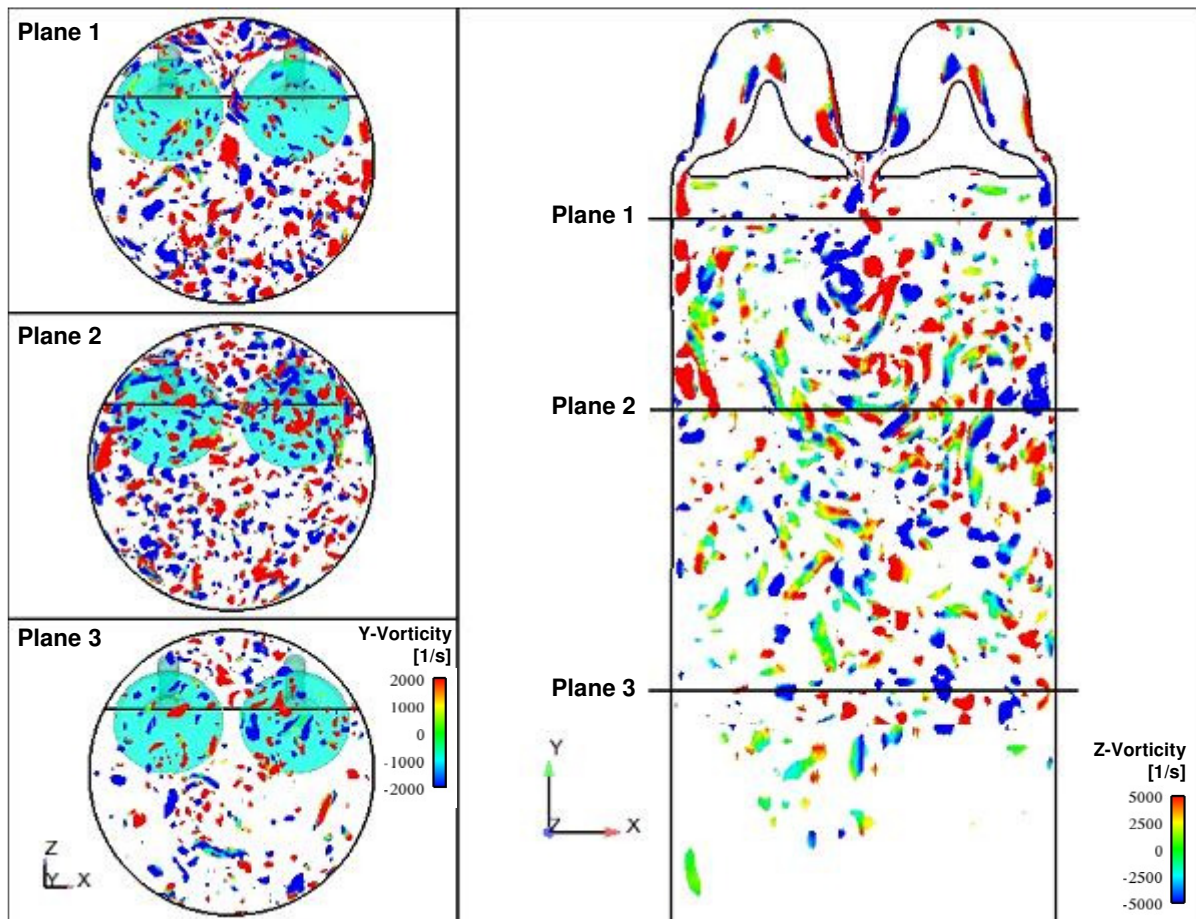 Plane 1
Plane 2
Plane 3
Y-Vorticity
[1/s]
2000
1000
0
-1000
-2000
Z
Y X
Plane 1
Plane 2
Plane 3
Y
Z X
Z-Vorticity
[1/s]
5000
2500
0
-2500
-5000